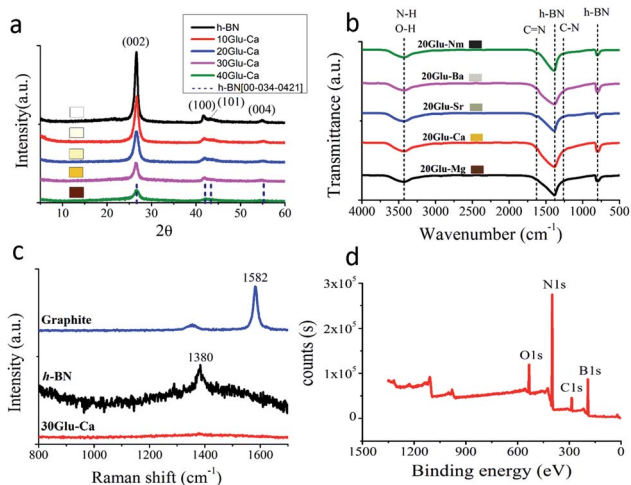 a
h-BN
10Glu-Ca
20Glu-Ca
30Glu-Ca
40Glu-Ca
h-BN[00-034-0421]
(002)
(100)
(101)
(004)
Intensity(a.u.)
10 20 30 40 50 60
2θ
b
N-H
O-H
h-BN
C=N
C-N
h-BN
20Glu-Nm
20Glu-Ba
20Glu-Sr
20Glu-Ca
20Glu-Mg
Transmittance (a.u.)
4000 3500 3000 2500 2000 1500 1000 500
Wavenumber (cm-1)
c
1582
Graphite
1380
h-BN
30Glu-Ca
Intensity (a.u.)
800 1000 1200 1400 1600
Raman shift (cm-1)
d
N1s
O1s
B1s
C1s
counts (s)
3x10⁵
2x10⁵
1x10⁵
0
1500 1200 900 600 300 0
Binding energy (eV)